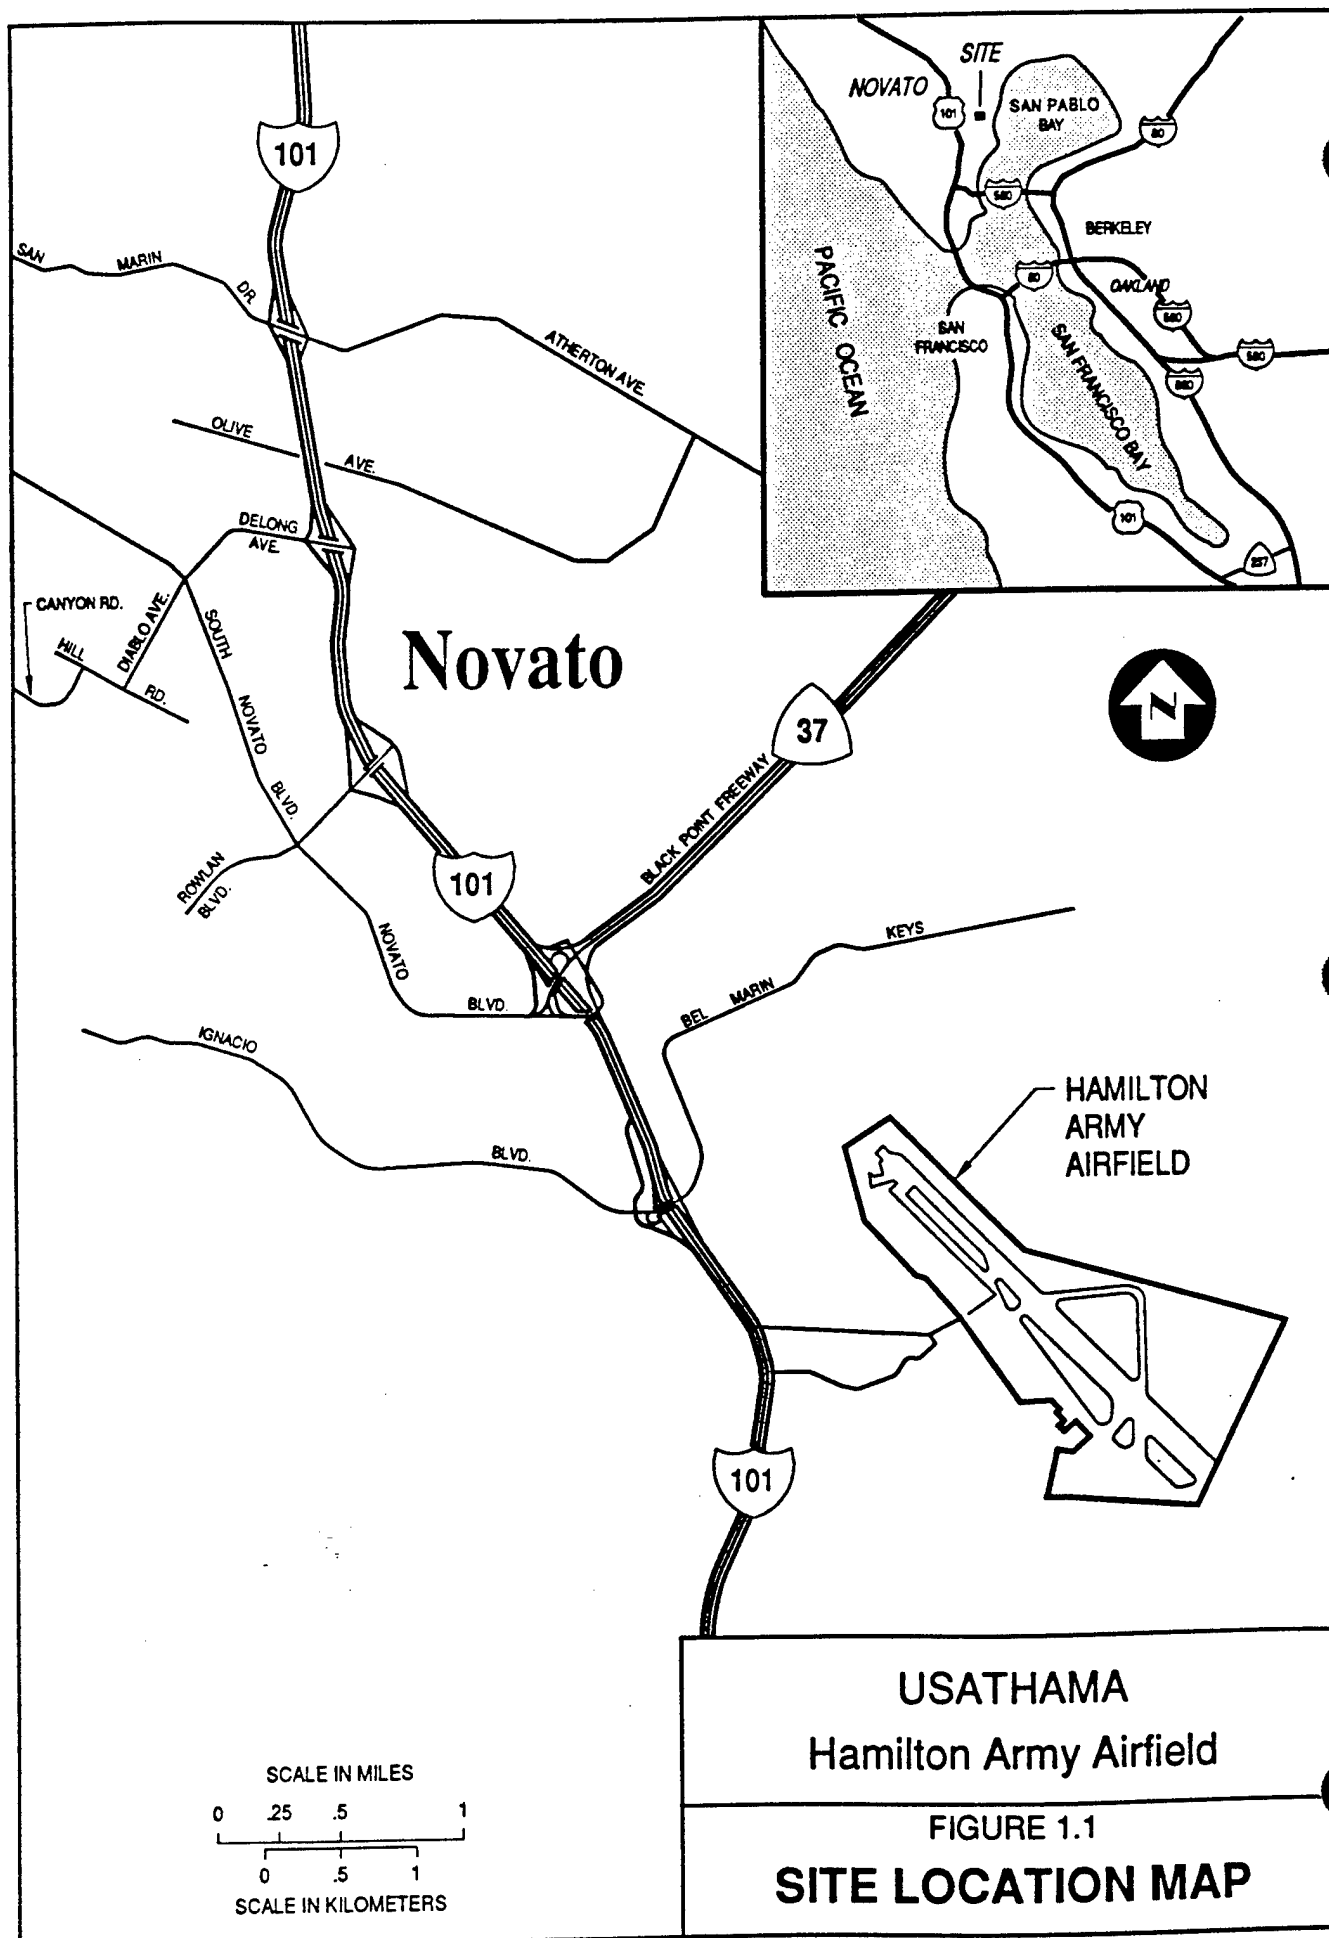 101
SAN
MARIN
DR.
ATHERTON AVE.
OLIVE
AVE.
DELONG
AVE.
CANYON RD.
HILL
RD.
DIABLO AVE.
SOUTH
NOVATO
BLVD.
Novato
37
BLACK POINT FREEWAY
ROWLAN
BLVD.
101
NOVATO
BLVD.
BEL
MARIN
KEYS
IGNACIO
BLVD.
HAMILTON
ARMY
AIRFIELD
101
SITE
NOVATO
101
SAN PABLO
BAY
80
580
BERKELEY
PACIFIC OCEAN
80
OAKLAND
580
SAN
FRANCISCO
SAN FRANCISCO BAY
580
880
101
237
N
SCALE IN MILES
0 .25 .5 1
0 .5 1
SCALE IN KILOMETERS
USATHAMA
Hamilton Army Airfield
FIGURE 1.1
SITE LOCATION MAP